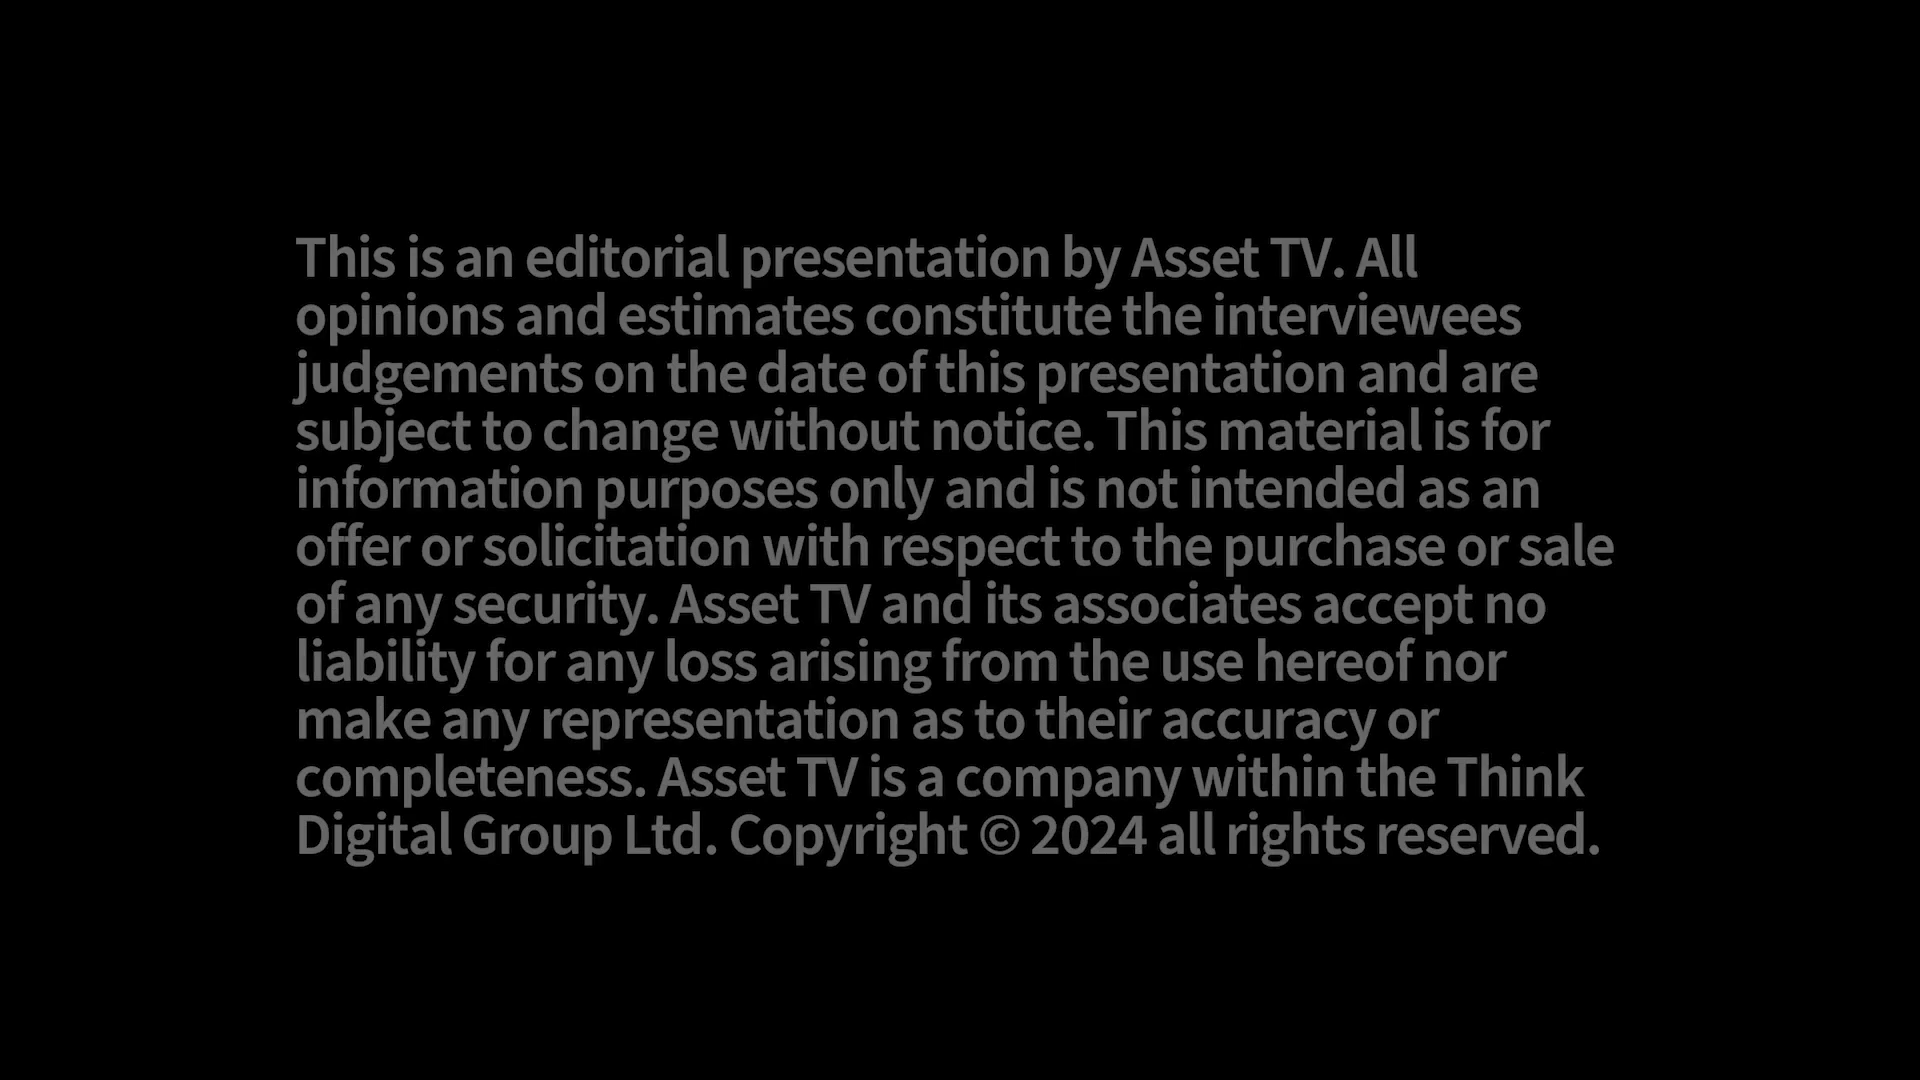 This is an editorial presentation by Asset TV. All
opinions and estimates constitute the interviewees
judgements on the date of this presentation and are
subject to change without notice. This material is for
information purposes only and is not intended as an
offer or solicitation with respect to the purchase or sale
of any security. Asset TV and its associates accept no
liability for any loss arising from the use hereof nor
make any representation as to their accuracy or
completeness. Asset TV is a company within the Think
Digital Group Ltd. Copyright © 2024 all rights reserved.